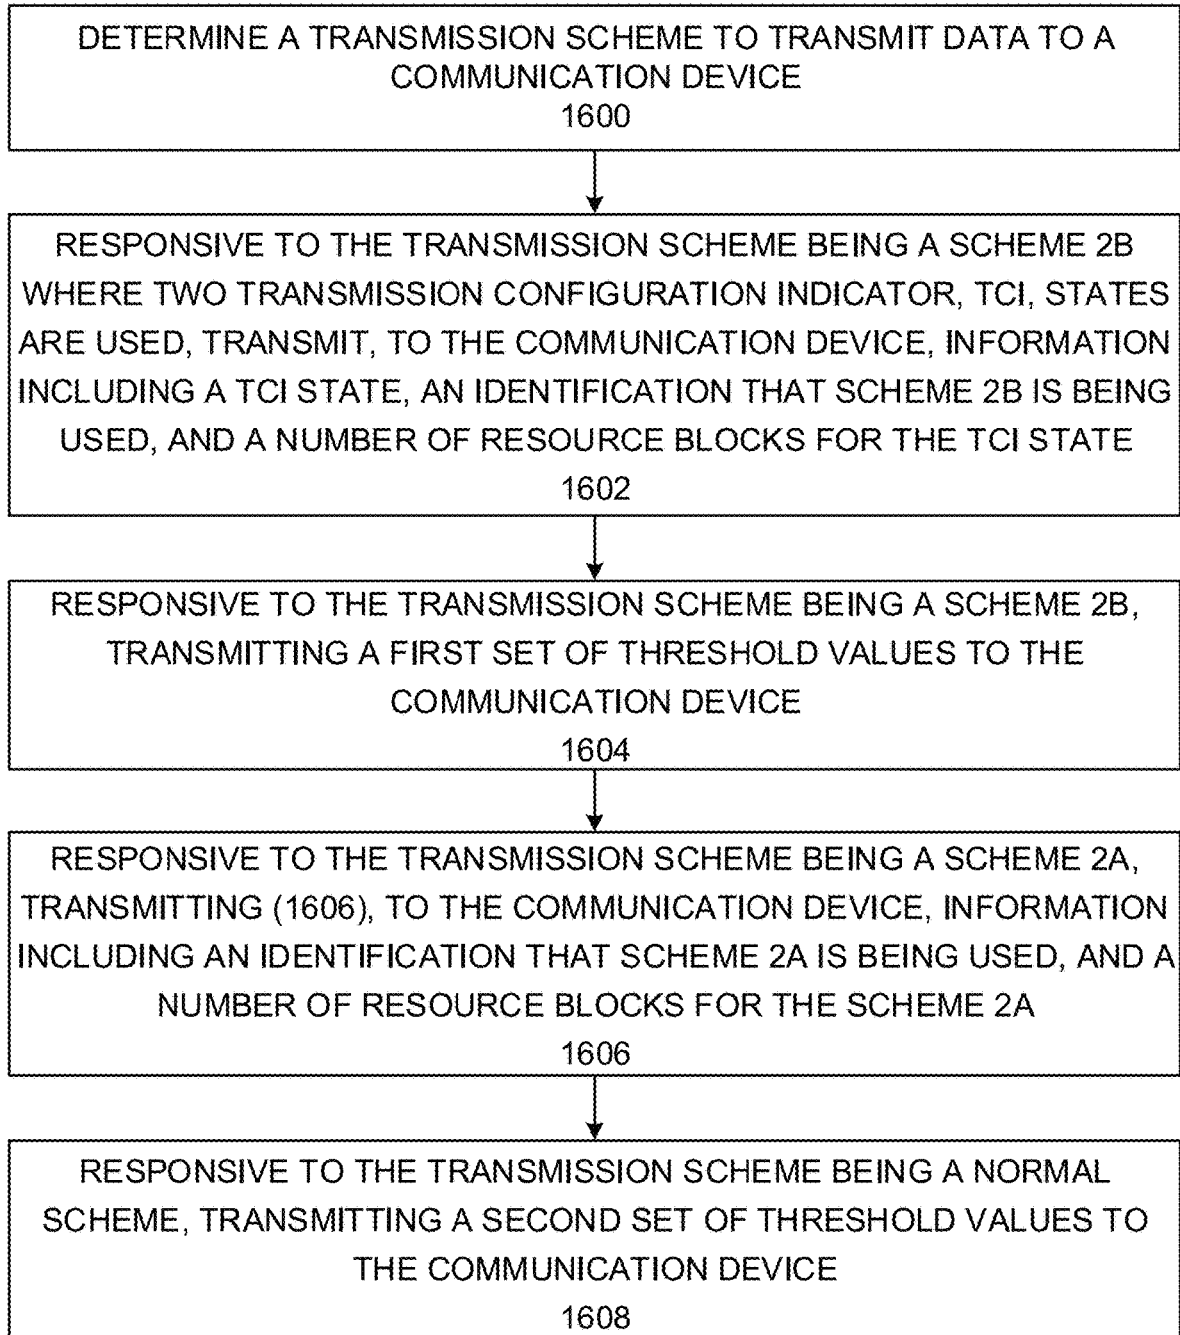 DETERMINE A TRANSMISSION SCHEME TO TRANSMIT DATA TO A
COMMUNICATION DEVICE
1600
RESPONSIVE TO THE TRANSMISSION SCHEME BEING A SCHEME 2B
WHERE TWO TRANSMISSION CONFIGURATION INDICATOR, TCI, STATES
ARE USED, TRANSMIT, TO THE COMMUNICATION DEVICE, INFORMATION
INCLUDING A TCI STATE, AN IDENTIFICATION THAT SCHEME 2B IS BEING
USED, AND A NUMBER OF RESOURCE BLOCKS FOR THE TCI STATE
1602
RESPONSIVE TO THE TRANSMISSION SCHEME BEING A SCHEME 2B,
TRANSMITTING A FIRST SET OF THRESHOLD VALUES TO THE
COMMUNICATION DEVICE
1604
RESPONSIVE TO THE TRANSMISSION SCHEME BEING A SCHEME 2A,
TRANSMITTING (1606), TO THE COMMUNICATION DEVICE, INFORMATION
INCLUDING AN IDENTIFICATION THAT SCHEME 2A IS BEING USED, AND A
NUMBER OF RESOURCE BLOCKS FOR THE SCHEME 2A
1606
RESPONSIVE TO THE TRANSMISSION SCHEME BEING A NORMAL
SCHEME, TRANSMITTING A SECOND SET OF THRESHOLD VALUES TO
THE COMMUNICATION DEVICE
1608